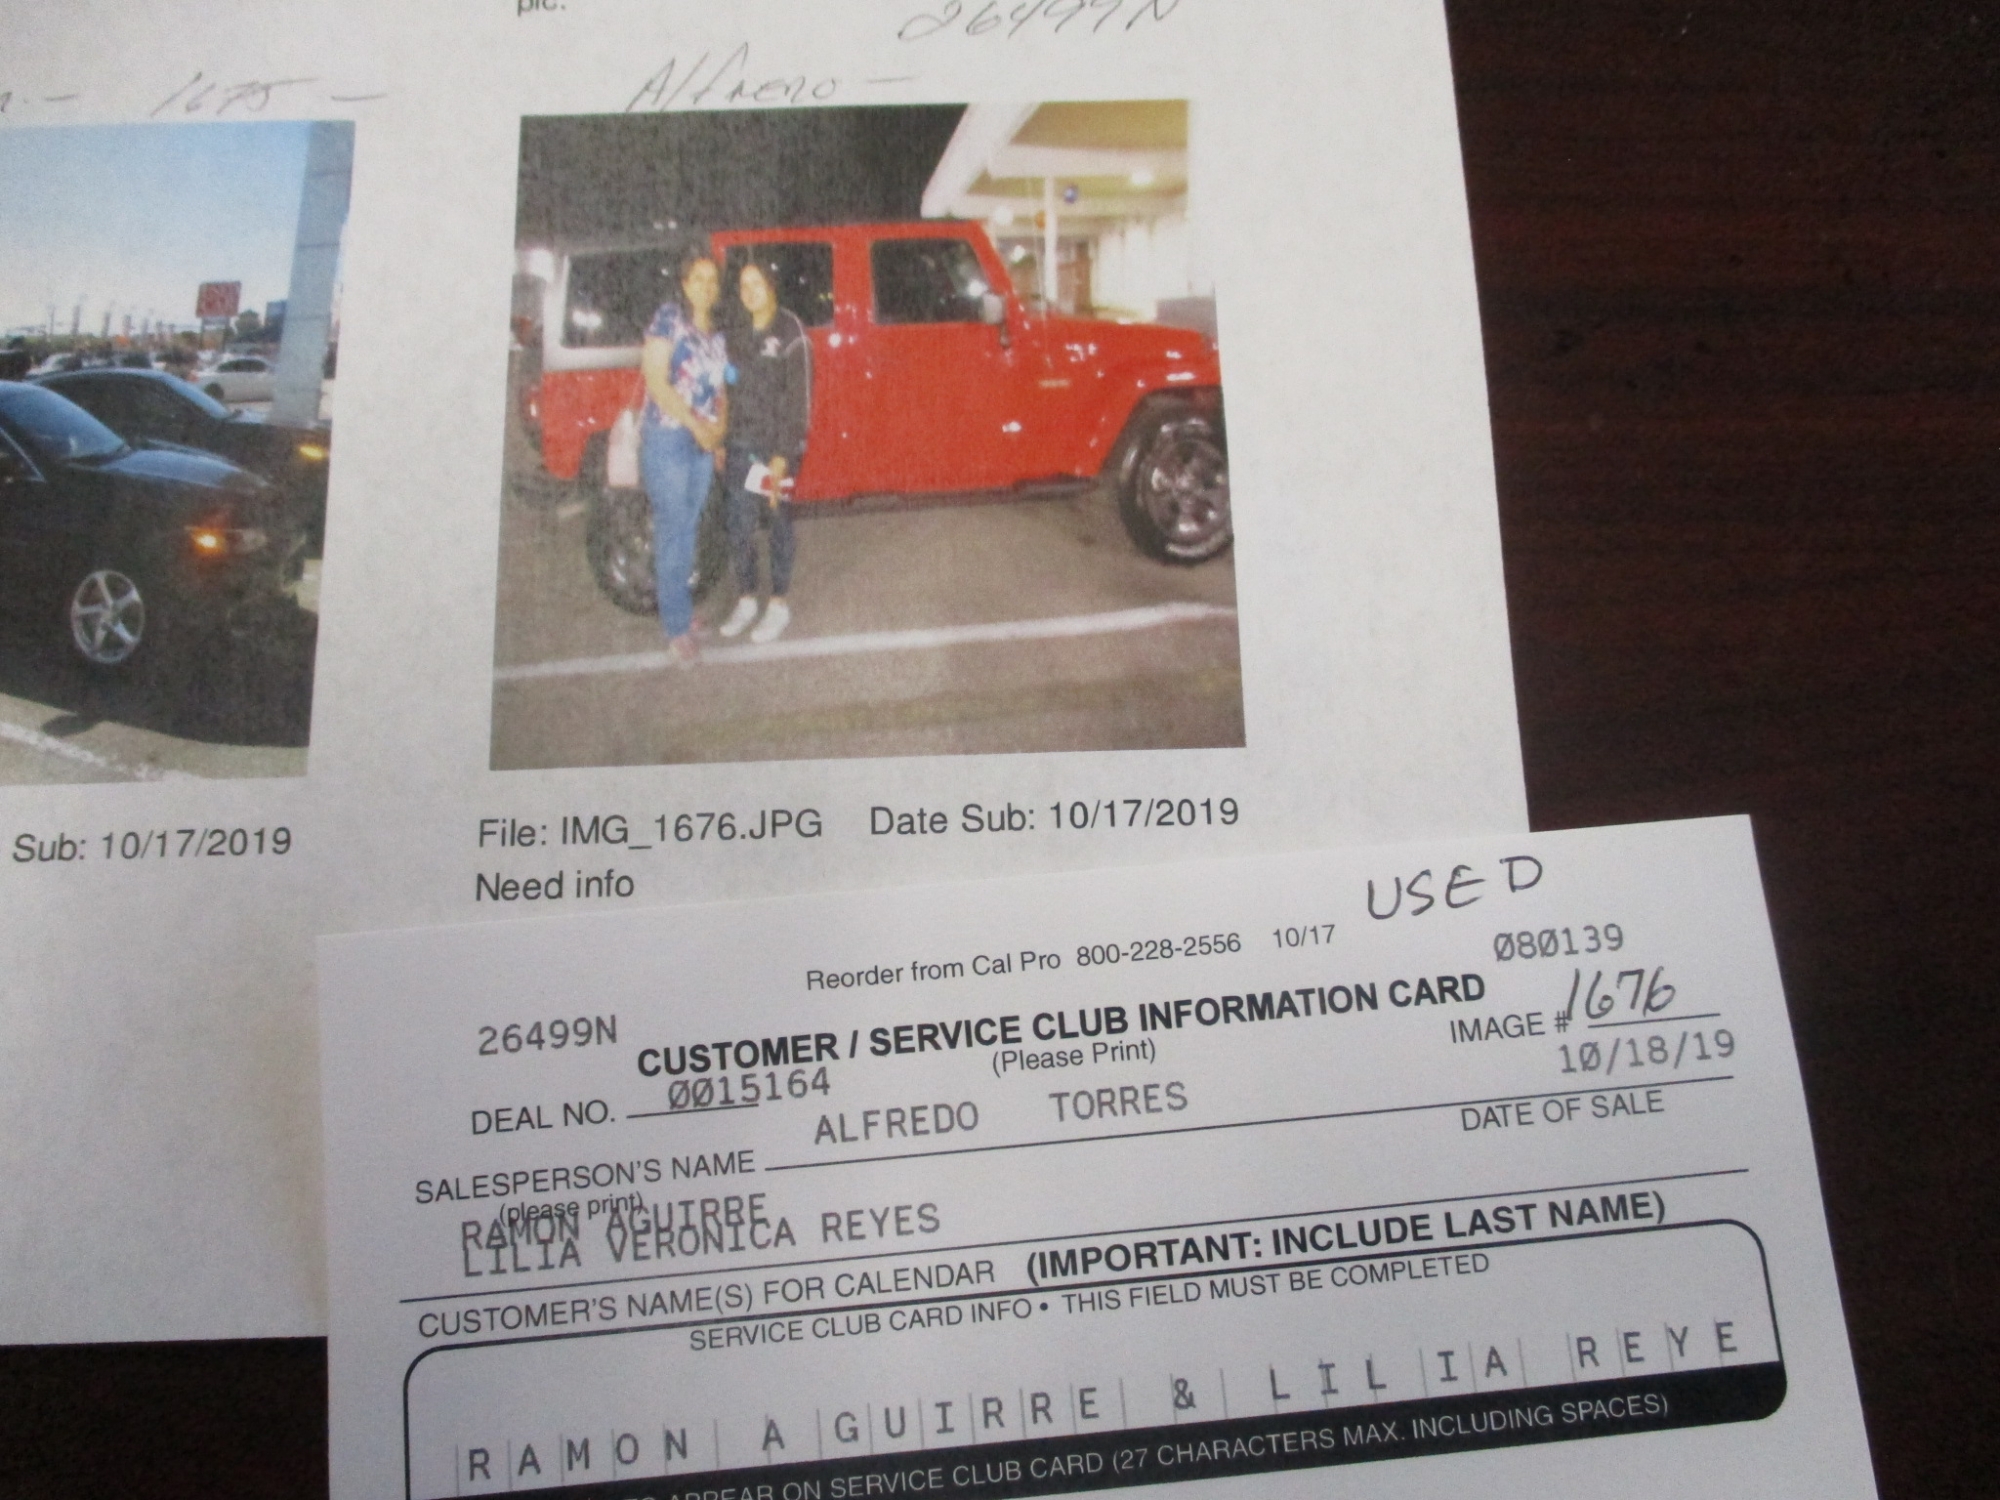 pic.
26499N
1675 -
Alfredo -
Sub: 10/17/2019
File: IMG_1676.JPG Date Sub: 10/17/2019
Need info
USED
Reorder from Cal Pro 800-228-2556 10/17
080139
26499N
CUSTOMER / SERVICE CLUB INFORMATION CARD
IMAGE # 1676
(Please Print)
10/18/19
DEAL NO. 0015164
DATE OF SALE
SALESPERSON'S NAME ALFREDO TORRES
(please print)
RAMON AGUIRRE
LILIA VERONICA REYES
CUSTOMER'S NAME(S) FOR CALENDAR (IMPORTANT: INCLUDE LAST NAME)
SERVICE CLUB CARD INFO • THIS FIELD MUST BE COMPLETED
RAMON AGUIRRE & LILIA REYE
APPEAR ON SERVICE CLUB CARD (27 CHARACTERS MAX. INCLUDING SPACES)